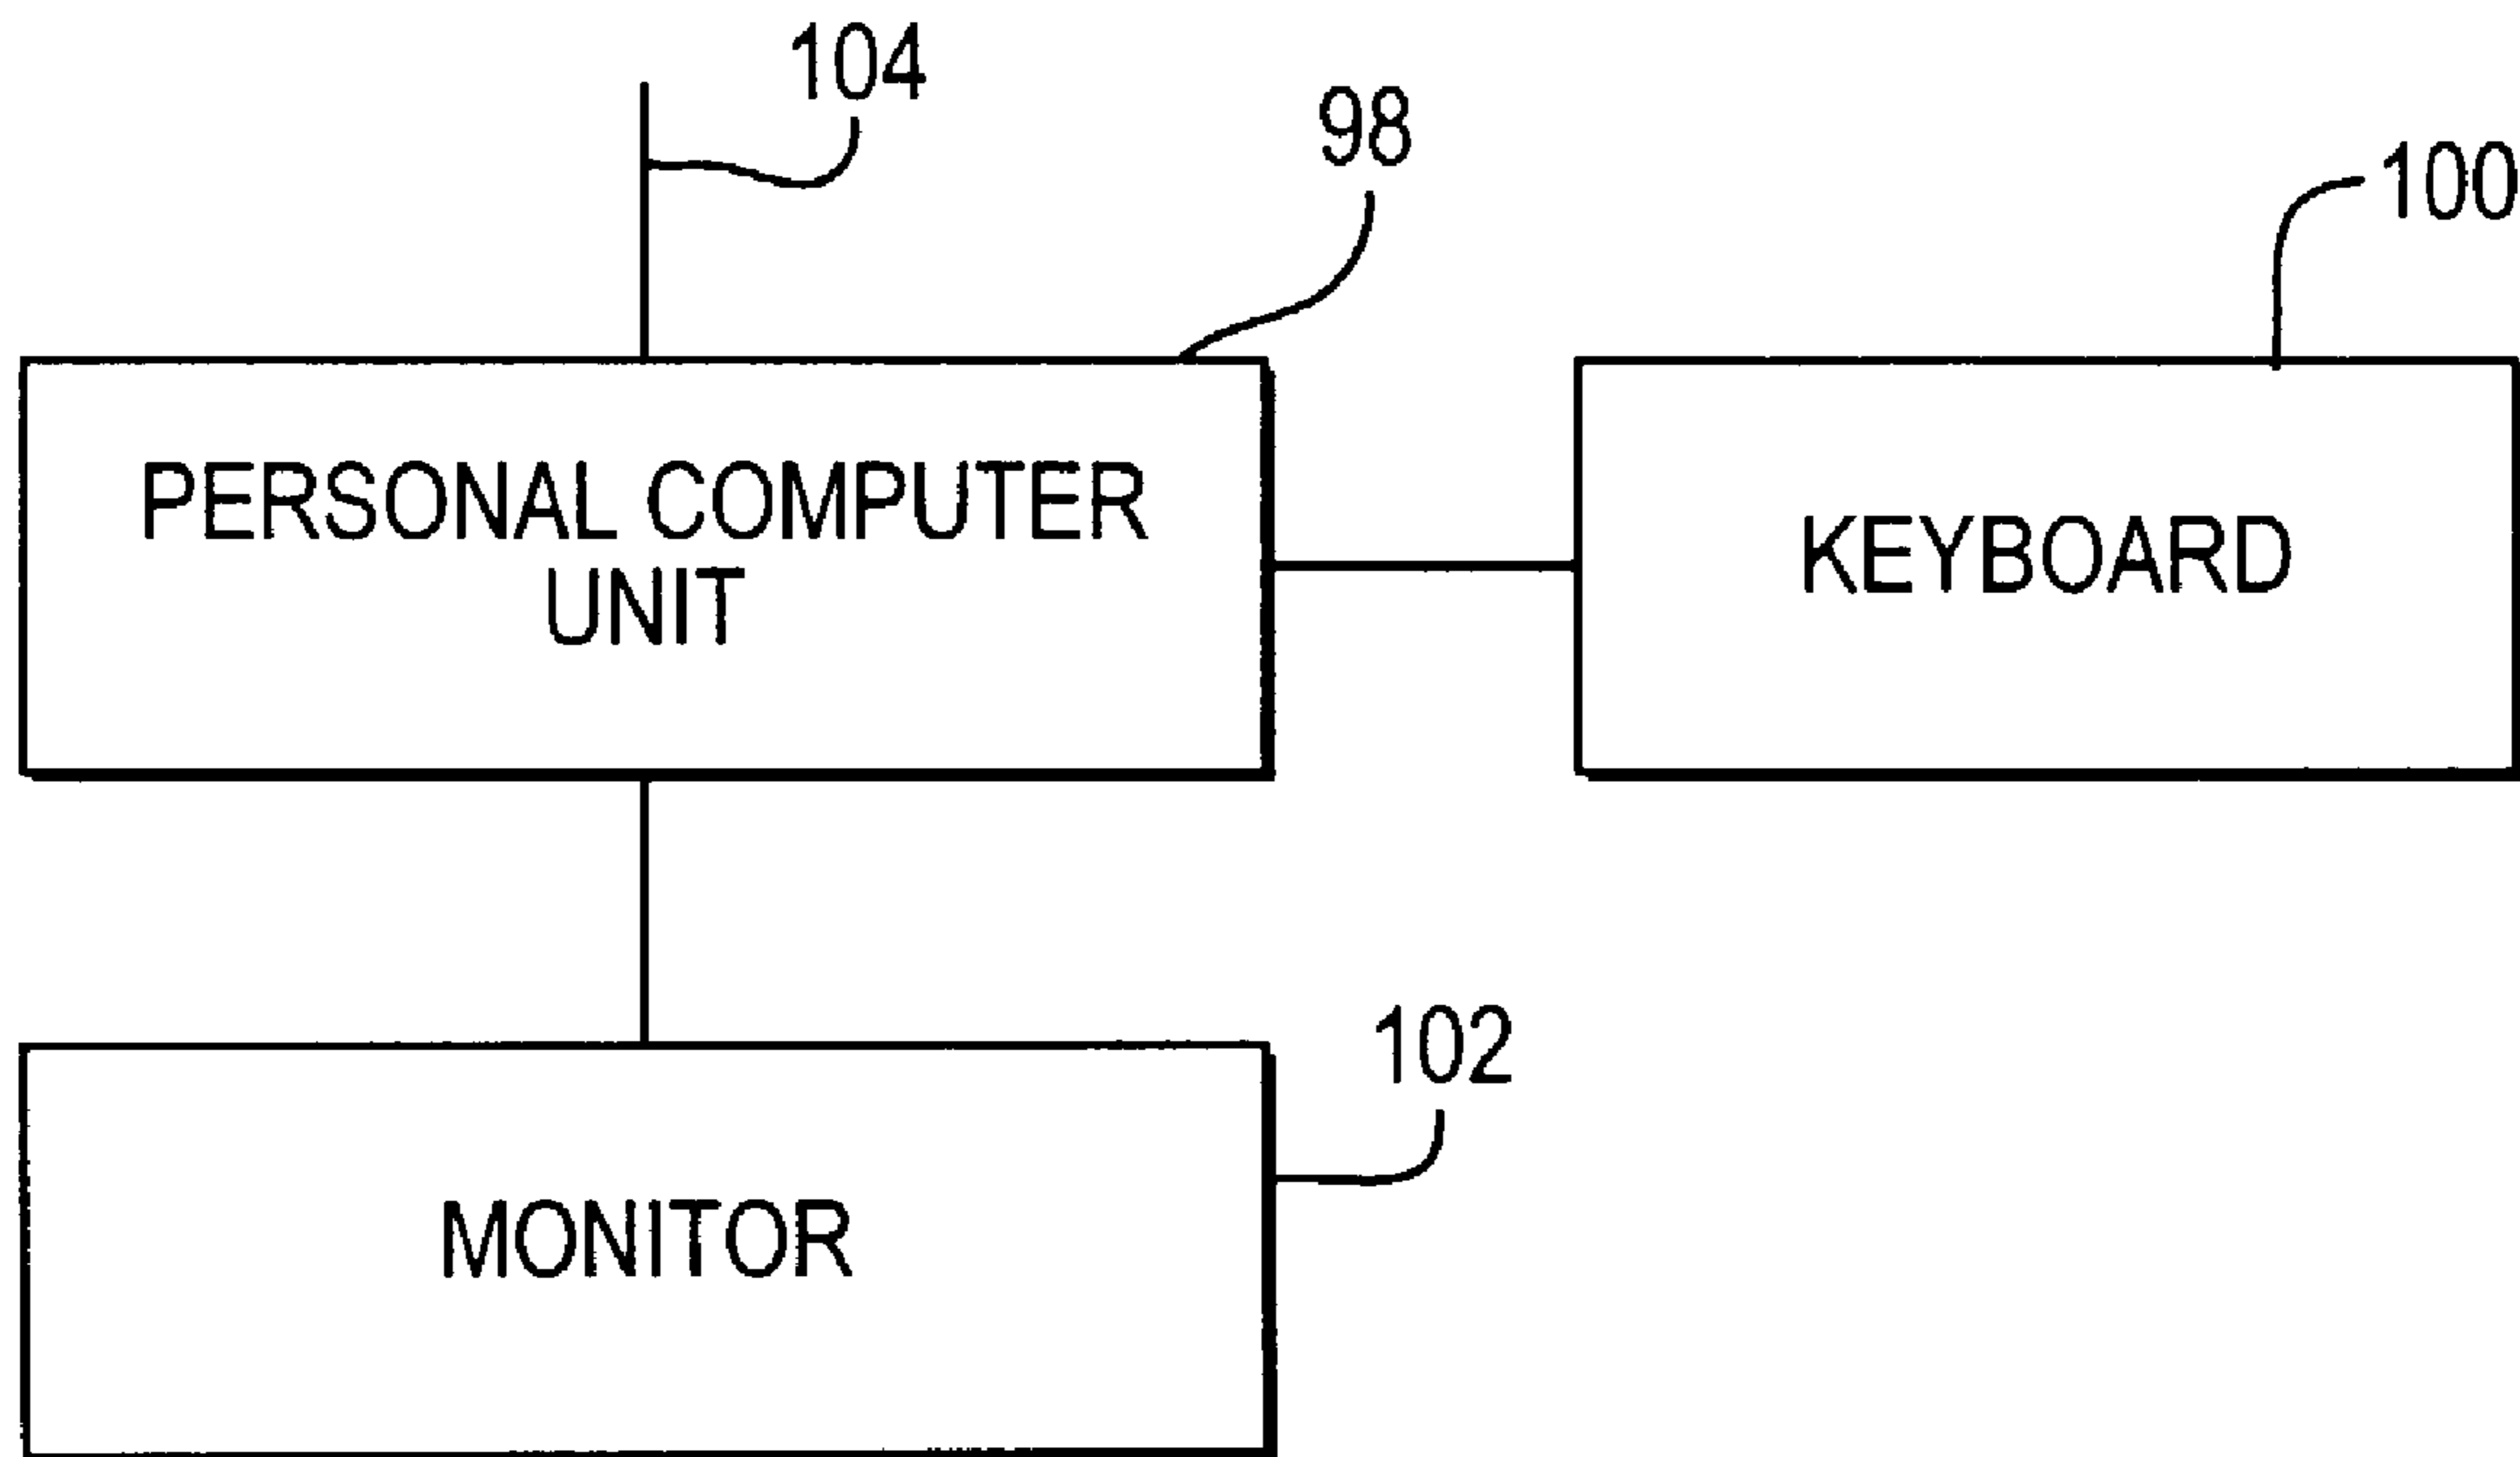 104
98
100
PERSONAL COMPUTER
UNIT
KEYBOARD
102
MONITOR